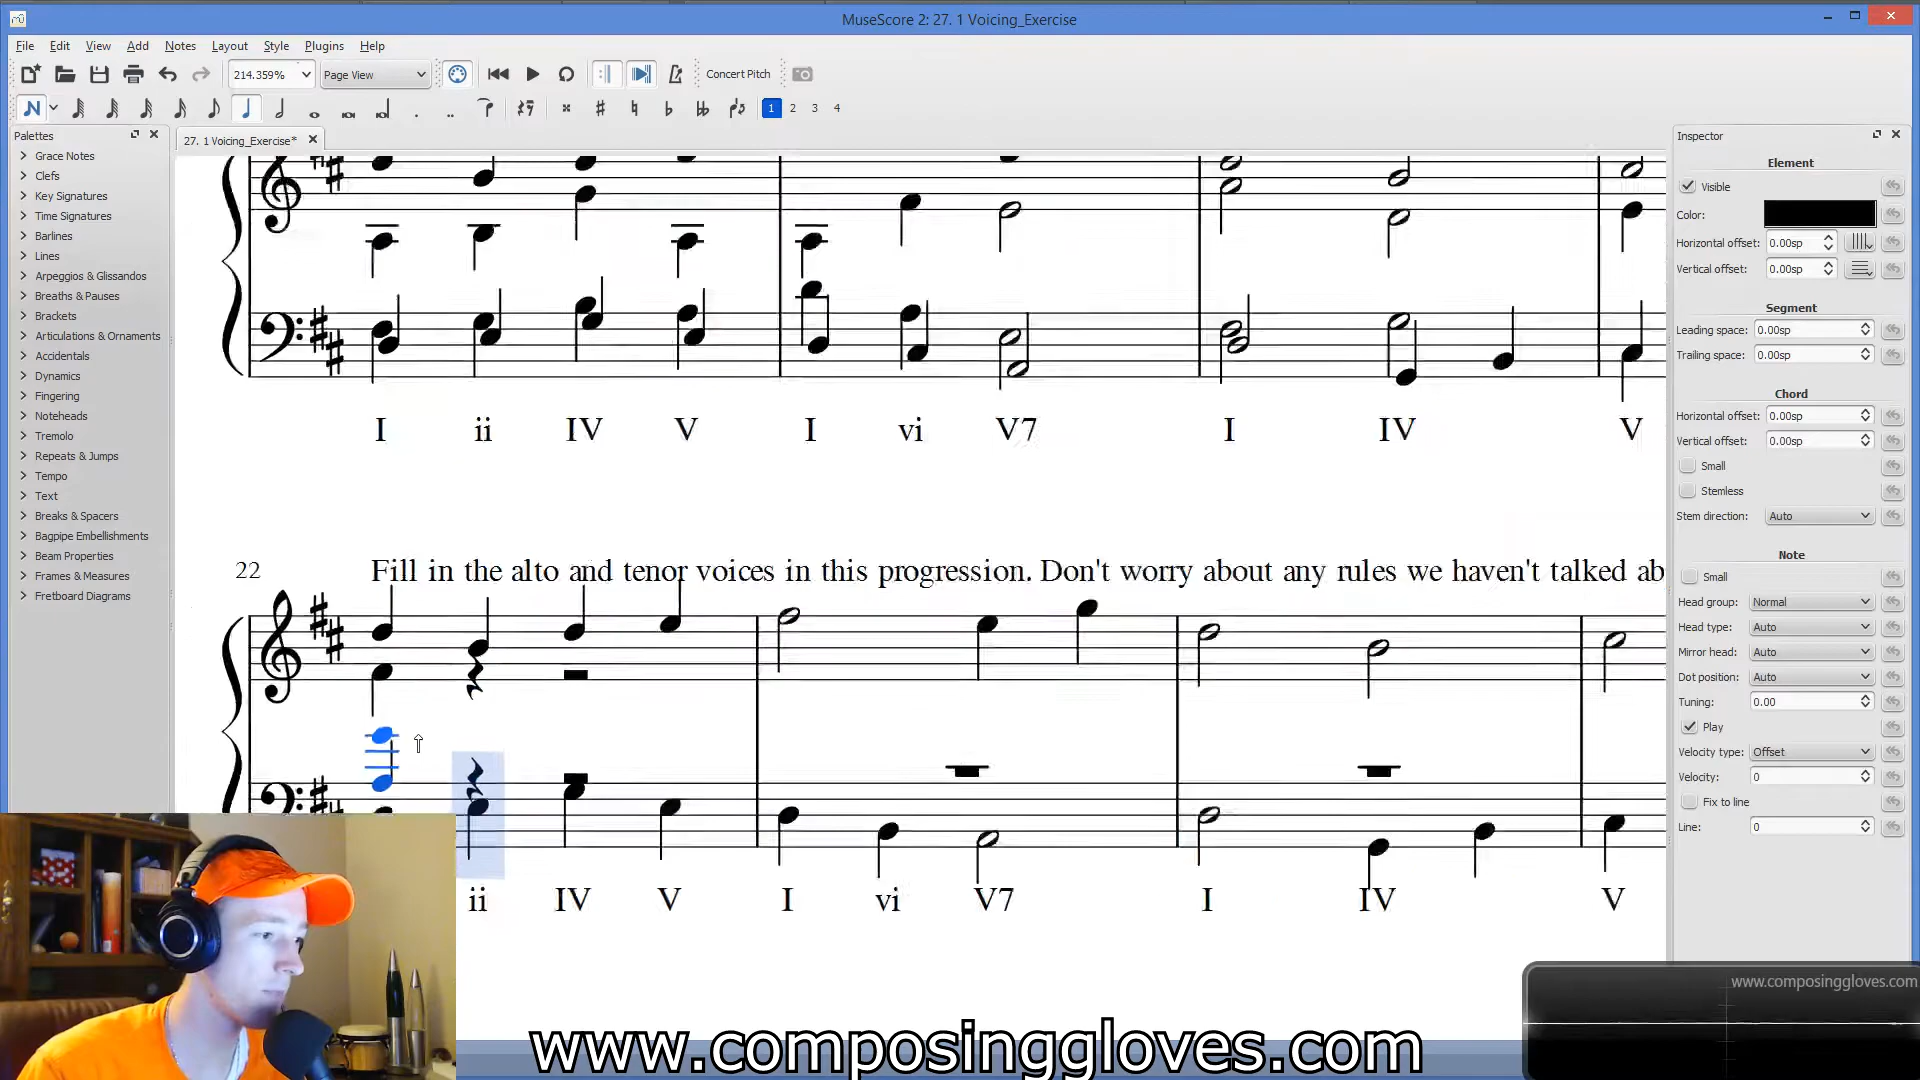 MuseScore 2: 27. 1 Voicing_Exercise
File Edit View Add Notes Layout Style Plugins Help
214.359% Page View Concert Pitch
1 2 3 4
Palettes
Grace Notes
Clefs
Key Signatures
Time Signatures
Barlines
Lines
Arpeggios & Glissandos
Breaths & Pauses
Brackets
Articulations & Ornaments
Accidentals
Dynamics
Fingering
Noteheads
Tremolo
Repeats & Jumps
Tempo
Text
Breaks & Spacers
Bagpipe Embellishments
Beam Properties
Frames & Measures
Fretboard Diagrams
27. 1 Voicing_Exercise*
I ii IV V I vi V7 I IV V
22
Fill in the alto and tenor voices in this progression. Don't worry about any rules we haven't talked ab
ii IV V I vi V7 I IV V
Inspector
Element
Visible
Color:
Horizontal offset: 0.00sp
Vertical offset: 0.00sp
Segment
Leading space: 0.00sp
Trailing space: 0.00sp
Chord
Horizontal offset: 0.00sp
Vertical offset: 0.00sp
Small
Stemless
Stem direction: Auto
Note
Small
Head group: Normal
Head type: Auto
Mirror head: Auto
Dot position: Auto
Tuning: 0.00
Play
Velocity type: Offset
Velocity: 0
Fix to line
Line: 0
www.composinggloves.com
www.composinggloves.com